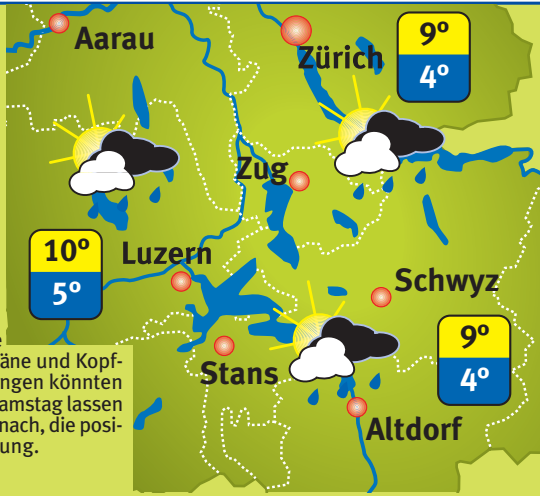 Aarau
Zürich
9°
4°
Zug
10°
5°
Luzern
Schwyz
9°
4°
Stans
Altdorf
äne und Kopf-
ngen könnten
amstag lassen
nach, die posi-
ung.